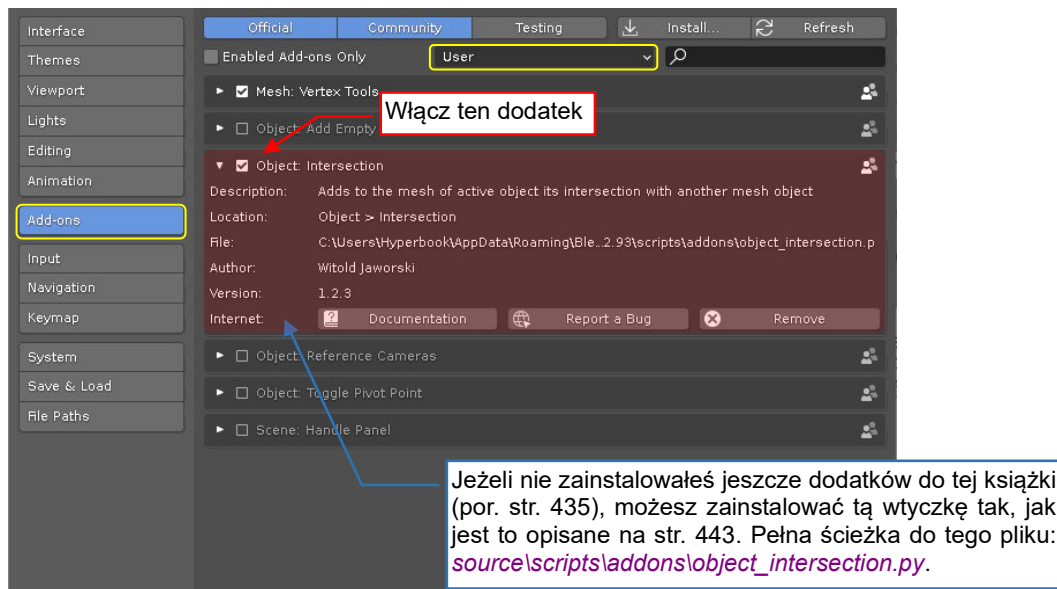 Interface
Themes
Viewport
Lights
Editing
Animation
Add-ons
Input
Navigation
Keymap
System
Save & Load
File Paths
Official Community Testing Install... Refresh
Enabled Add-ons Only User
Mesh: Vertex Tools
Włącz ten dodatek
Object: Add Empty
Object: Intersection
Description: Adds to the mesh of active object its intersection with another mesh object
Location: Object > Intersection
File: C:\Users\Hyperbook\AppData\Roaming\Ble..2.93\scripts\addons\object_intersection.p
Author: Witold Jaworski
Version: 1.2.3
Internet: Documentation Report a Bug Remove
Object: Reference Cameras
Object: Toggle Pivot Point
Scene: Handle Panel
Jeżeli nie zainstalowałeś jeszcze dodatków do tej książki
(por. str. 435), możesz zainstalować tą wtyczkę tak, jak
jest to opisane na str. 443. Pełna ścieżka do tego pliku:
source\scripts\addons\object_intersection.py.